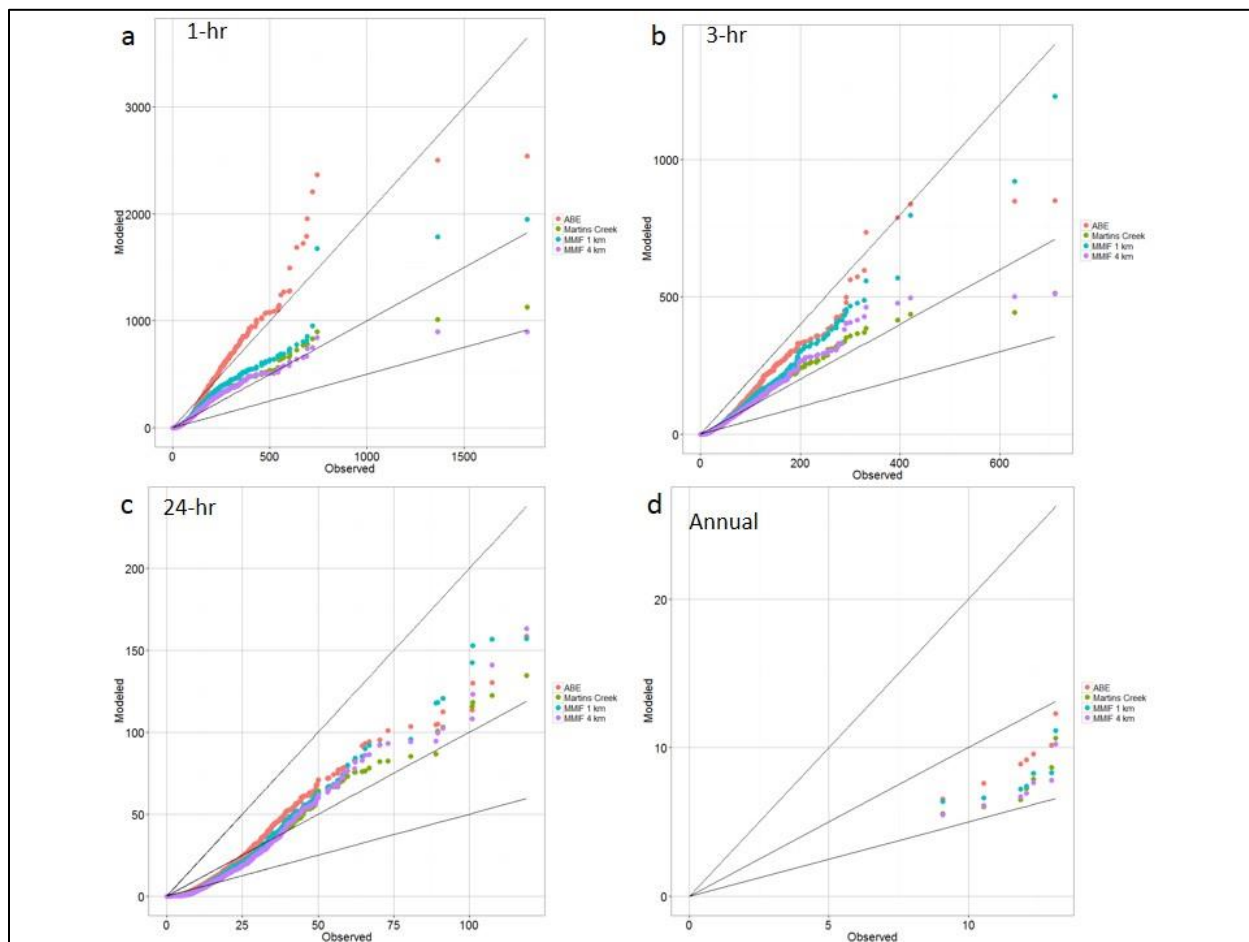 a
1-hr
3000
2000
1000
0
Modeled
0
500
1000
1500
Observed
ABE
Martins Creek
MMIF 1 km
MMIF 4 km
b
3-hr
1000
500
0
Modeled
0
200
400
600
Observed
ABE
Martins Creek
MMIF 1 km
MMIF 4 km
c
24-hr
200
150
100
50
0
Modeled
0
25
50
75
100
Observed
ABE
Martins Creek
MMIF 1 km
MMIF 4 km
d
Annual
20
10
0
Modeled
0
5
10
Observed
ABE
Martins Creek
MMIF 1 km
MMIF 4 km